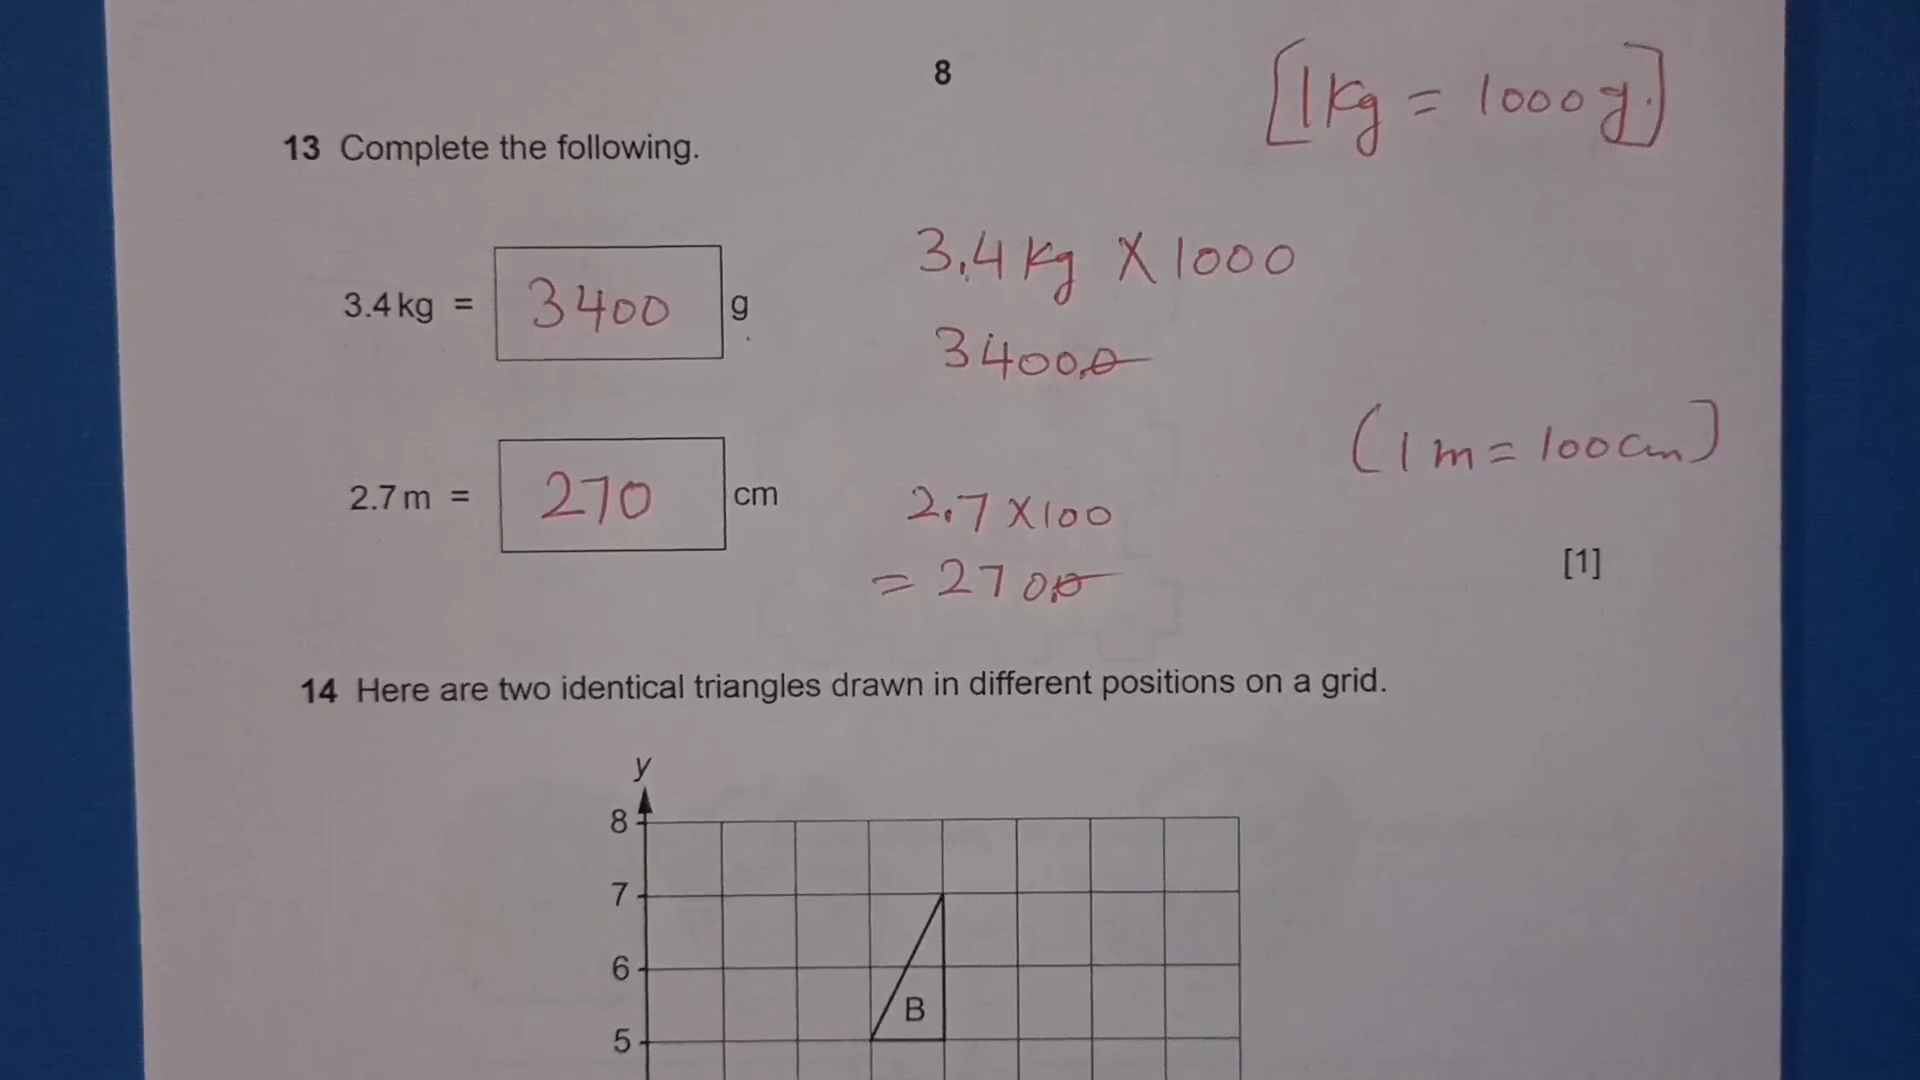 8
[1kg = 1000g.]
13 Complete the following.
3.4 kg × 1000
3.4 kg = 3400 g
3400.0
(1 m = 100cm)
2.7 m = 270 cm
2.7 × 100
= 270.0
[1]
14 Here are two identical triangles drawn in different positions on a grid.
y
8
7
6
B
5